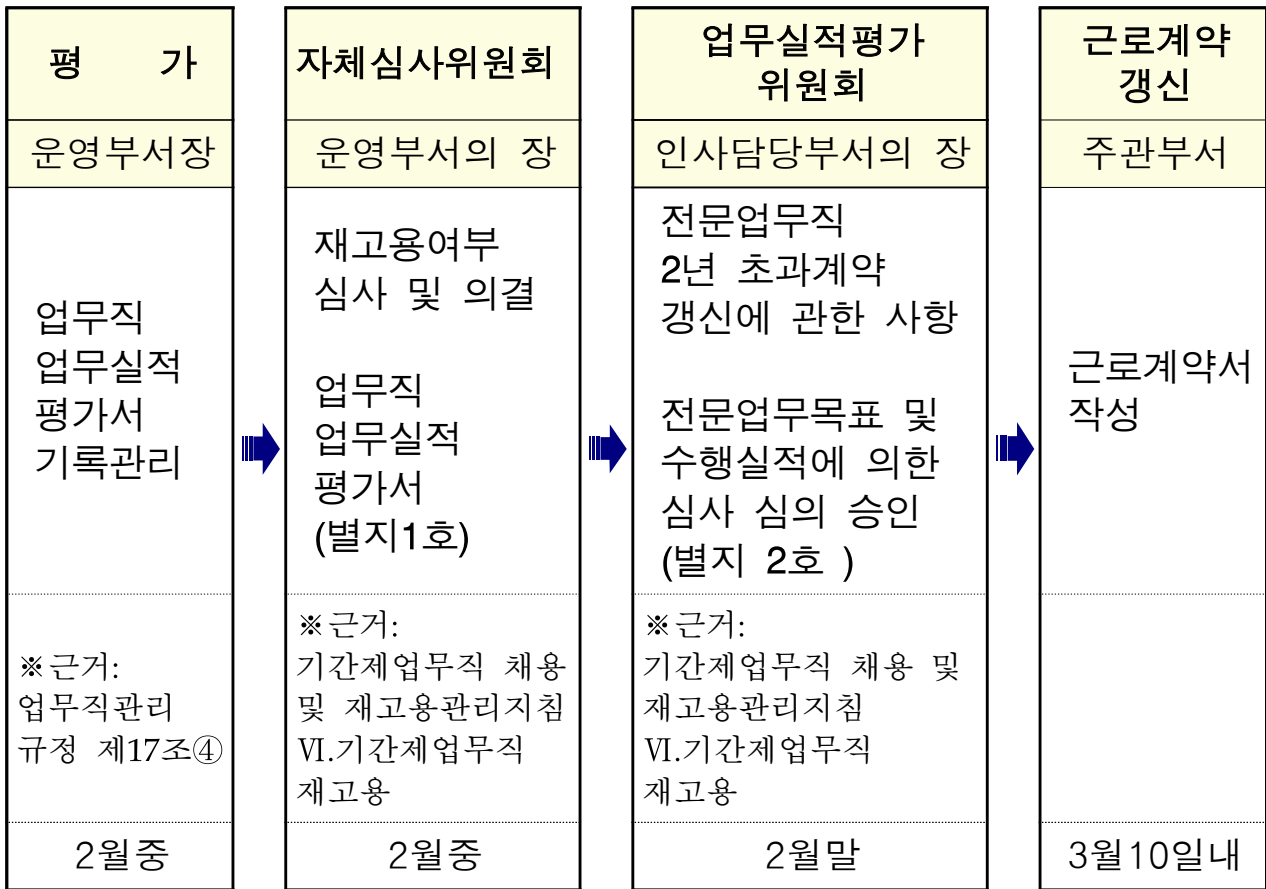 평 가
운영부서장
업무직
업무실적
평가서
기록관리
※근거:
업무직관리
규정 제17조④
2월중
자체심사위원회
운영부서의 장
재고용여부
심사 및 의결
업무직
업무실적
평가서
(별지1호)
※근거:
기간제업무직 채용
및 재고용관리지침
Ⅵ.기간제업무직
재고용
2월중
업무실적평가
위원회
인사담당부서의 장
전문업무직
2년 초과계약
갱신에 관한 사항
전문업무목표 및
수행실적에 의한
심사 심의 승인
(별지 2호 )
※근거:
기간제업무직 채용 및
재고용관리지침
Ⅵ.기간제업무직
재고용
2월말
근로계약
갱신
주관부서
근로계약서
작성
3월10일내